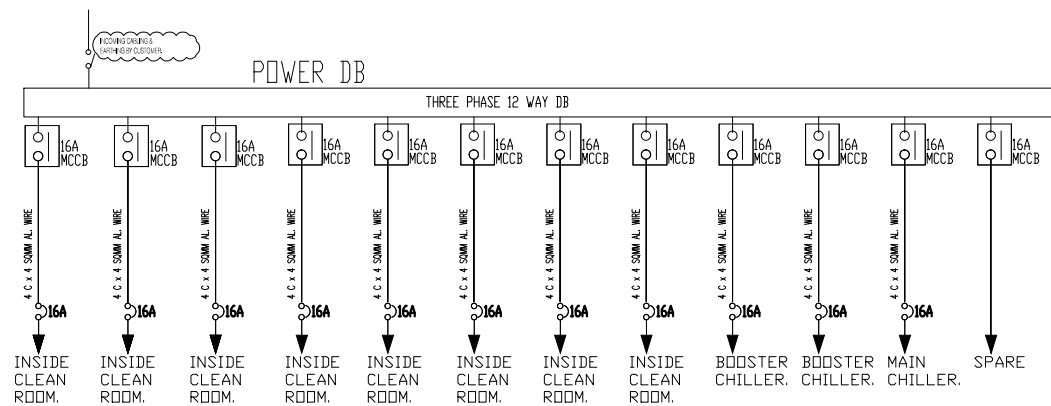 INCOMING CABLING &
EARTHING BY CUSTOMER.
POWER DB
THREE PHASE 12 WAY DB
16A
MCCB
16A
MCCB
16A
MCCB
16A
MCCB
16A
MCCB
16A
MCCB
16A
MCCB
16A
MCCB
16A
MCCB
16A
MCCB
16A
MCCB
16A
MCCB
4 C x 4 SQMM AL. WIRE
4 C x 4 SQMM AL. WIRE
4 C x 4 SQMM AL. WIRE
4 C x 4 SQMM AL. WIRE
4 C x 4 SQMM AL. WIRE
4 C x 4 SQMM AL. WIRE
4 C x 4 SQMM AL. WIRE
4 C x 4 SQMM AL. WIRE
4 C x 4 SQMM AL. WIRE
4 C x 4 SQMM AL. WIRE
4 C x 4 SQMM AL. WIRE
16A
16A
16A
16A
16A
16A
16A
16A
16A
16A
16A
INSIDE
CLEAN
ROOM.
INSIDE
CLEAN
ROOM.
INSIDE
CLEAN
ROOM.
INSIDE
CLEAN
ROOM.
INSIDE
CLEAN
ROOM.
INSIDE
CLEAN
ROOM.
INSIDE
CLEAN
ROOM.
INSIDE
CLEAN
ROOM.
BOOSTER
CHILLER.
BOOSTER
CHILLER.
MAIN
CHILLER.
SPARE